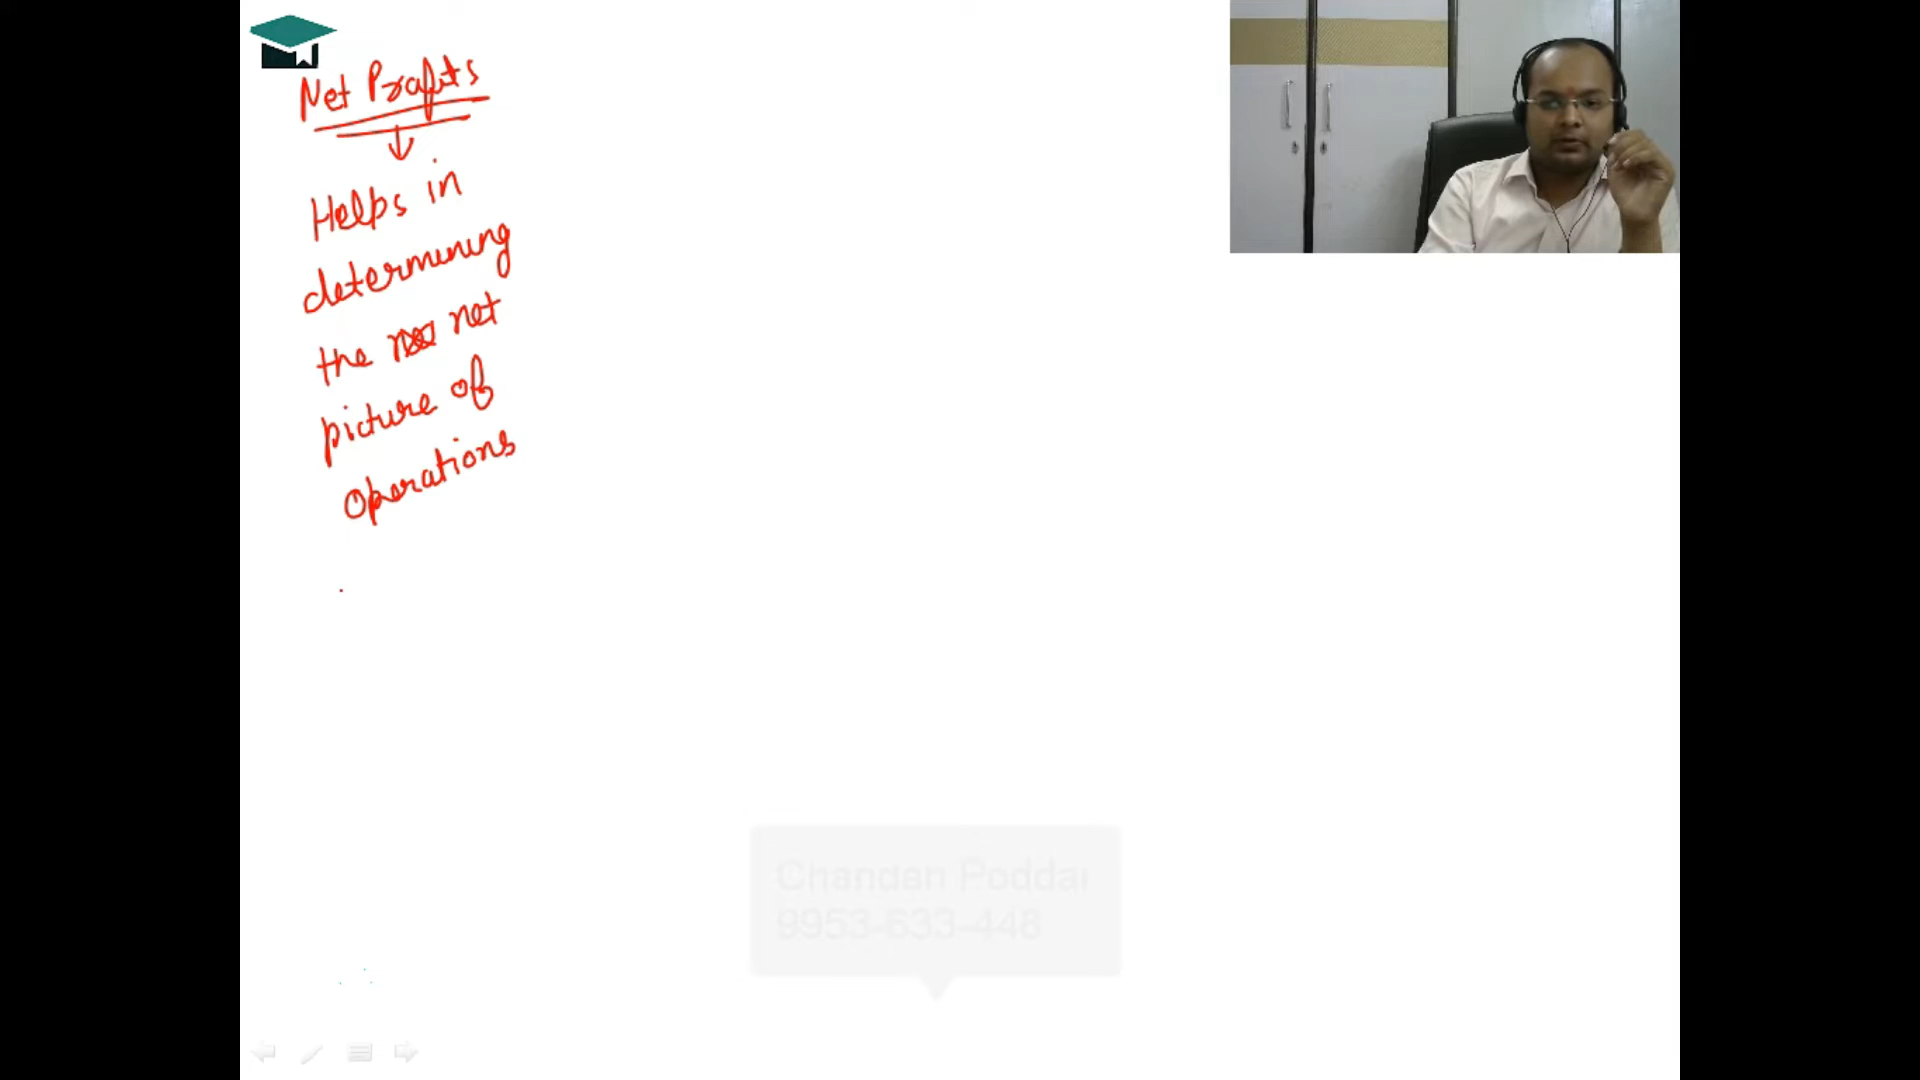 Net Profits
Helps in
determining
the net
picture of
operations
Chandan Poddar
9953-633-448